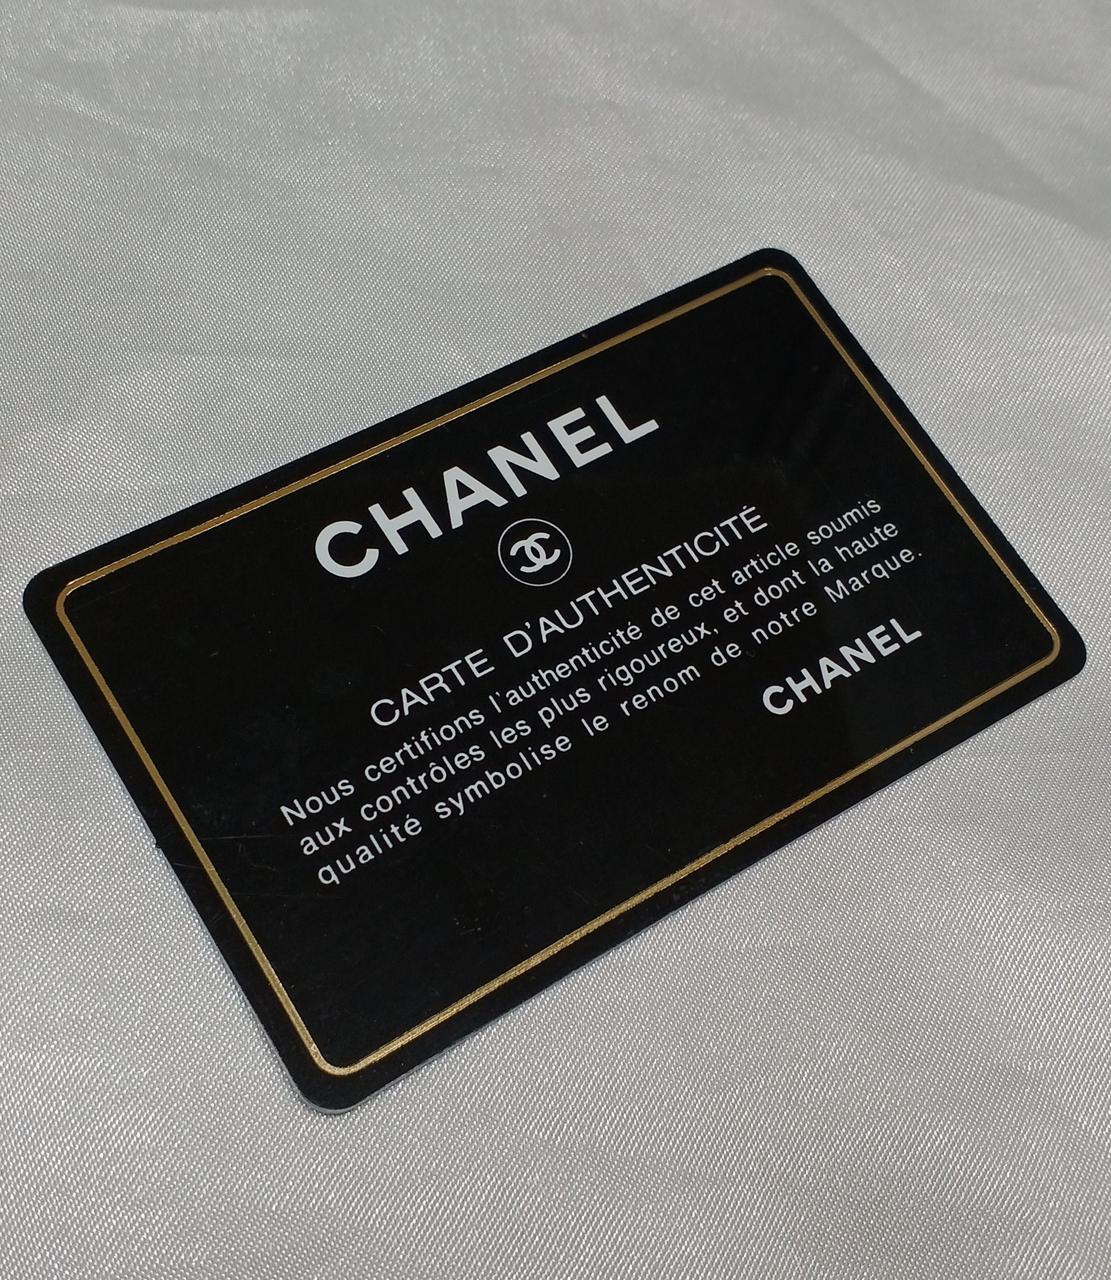 CHANEL
CARTE D'AUTHENTICITÉ
Nous certifions l'authenticité de cet article soumis
aux contrôles les plus rigoureux, et dont la haute
qualité symbolise le renom de notre Marque.
CHANEL